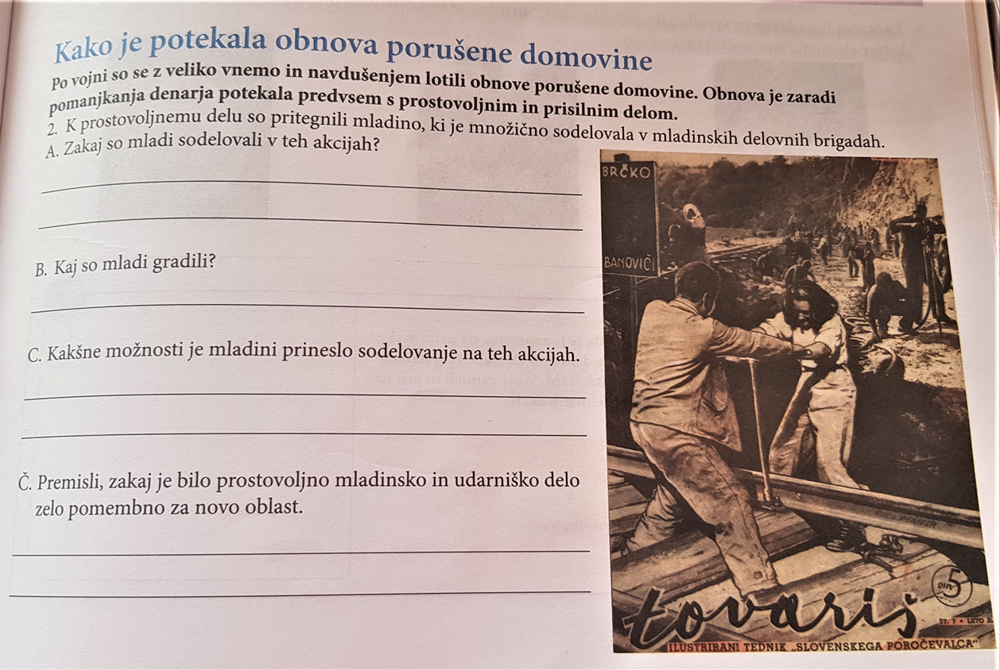 Kako je potekala obnova porušene domovine
Po vojni so se z veliko vnemo in navdušenjem lotili obnove porušene domovine. Obnova je zaradi
pomanjkanja denarja potekala predvsem s prostovoljnim in prisilnim delom.
2. K prostovoljnemu delu so pritegnili mladino, ki je množično sodelovala v mladinskih delovnih brigadah.
A. Zakaj so mladi sodelovali v teh akcijah?
B. Kaj so mladi gradili?
C. Kakšne možnosti je mladini prineslo sodelovanje na teh akcijah.
Č. Premisli, zakaj je bilo prostovoljno mladinsko in udarniško delo
zelo pomembno za novo oblast.
BRČKO
BANOVIČI
tovariš
DIN 5
ŠT. 7 • LETO II.
ILUSTRIRANI TEDNIK „SLOVENSKEGA POROČEVALCA“